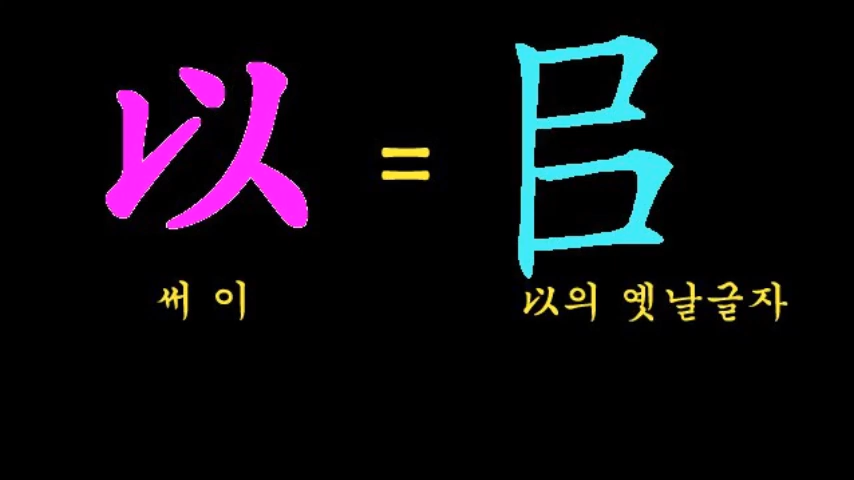 以 = 㠯
써 이 以의 옛날글자